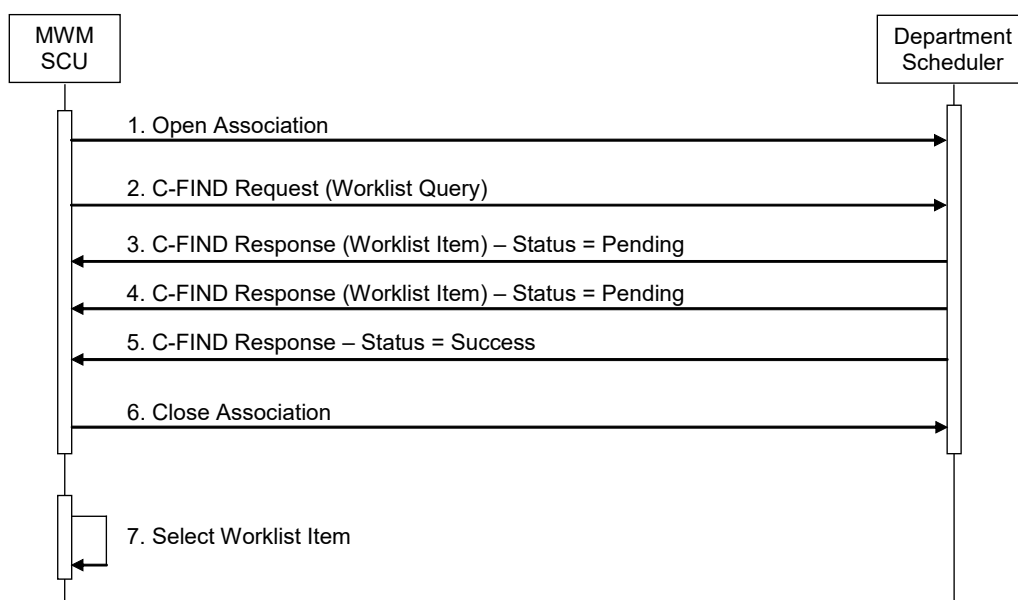 MWM
SCU
Department
Scheduler
1. Open Association
2. C-FIND Request (Worklist Query)
3. C-FIND Response (Worklist Item) – Status = Pending
4. C-FIND Response (Worklist Item) – Status = Pending
5. C-FIND Response – Status = Success
6. Close Association
7. Select Worklist Item